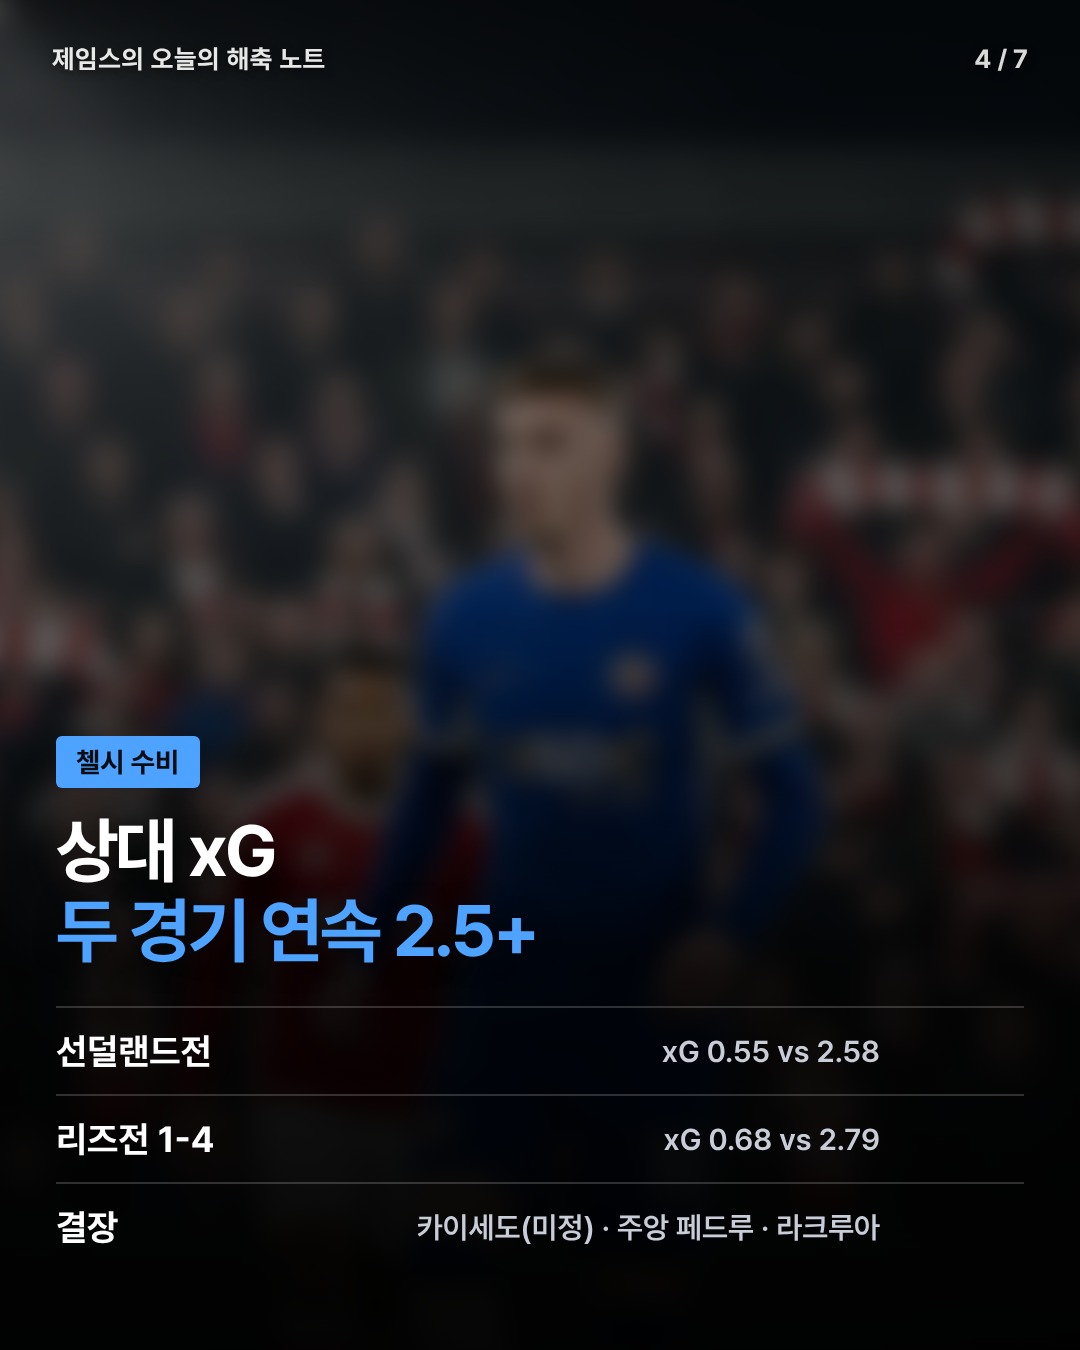 제임스의 오늘의 해축 노트
4 / 7
첼시 수비
상대 xG
두 경기 연속 2.5+
선덜랜드전 xG 0.55 vs 2.58
리즈전 1-4 xG 0.68 vs 2.79
결장 카이세도(미정) · 주앙 페드루 · 라크루아